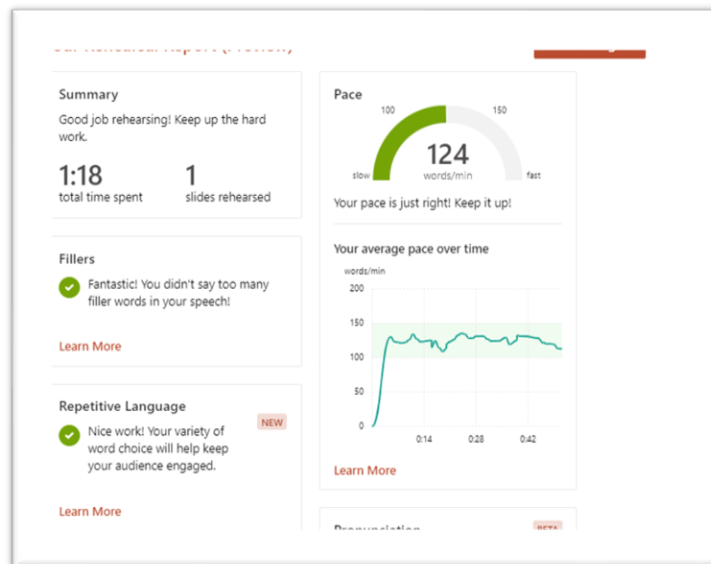 Summary
Good job rehearsing! Keep up the hard
work.
1:18
total time spent
1
slides rehearsed
Fillers
Fantastic! You didn't say too many
filler words in your speech!
Learn More
Repetitive Language
NEW
Nice work! Your variety of
word choice will help keep
your audience engaged.
Learn More
Pace
100
150
124
slow
words/min
fast
Your pace is just right! Keep it up!
Your average pace over time
words/min
200
150
100
50
0
0:14
0:28
0:42
Learn More
Pronunciation
BETA